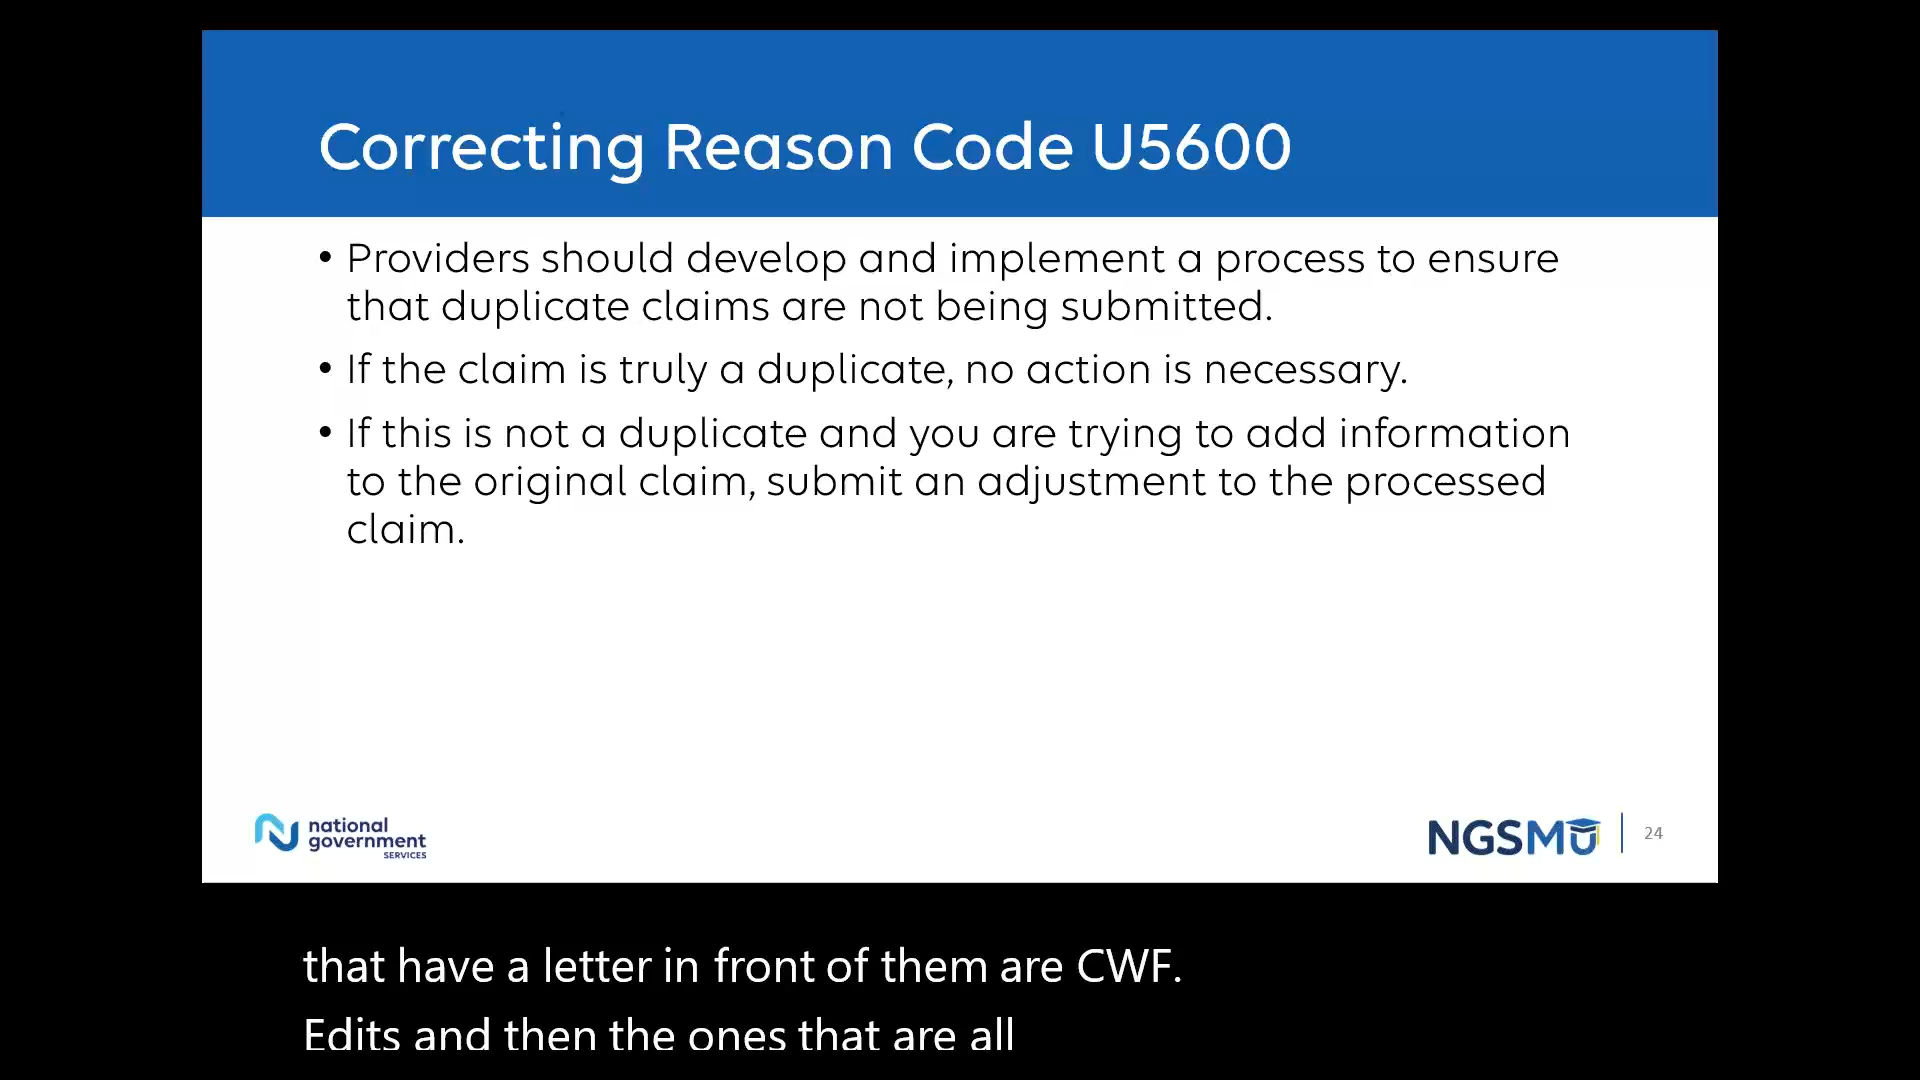 Correcting Reason Code U5600
• Providers should develop and implement a process to ensure
that duplicate claims are not being submitted.
• If the claim is truly a duplicate, no action is necessary.
• If this is not a duplicate and you are trying to add information
to the original claim, submit an adjustment to the processed
claim.
national
government
SERVICES
NGSMU
24
that have a letter in front of them are CWF.
Edits and then the ones that are all